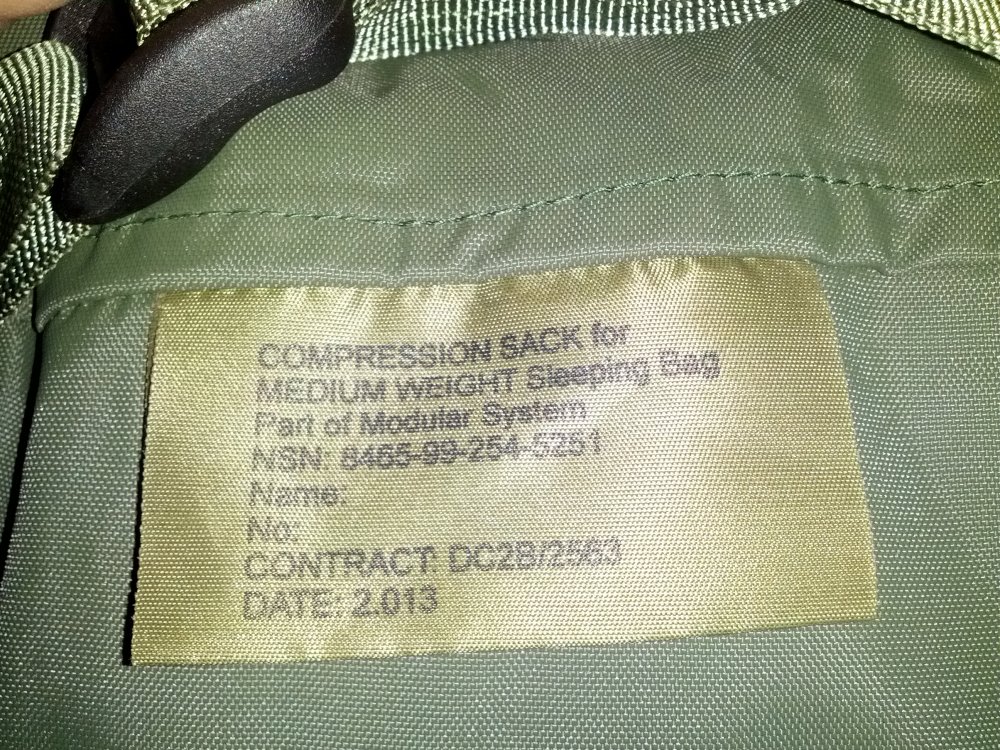 COMPRESSION SACK for
MEDIUM WEIGHT Sleeping Bag
Part of Modular System
NSN: 8465-99-254-5251
Name:
No:
CONTRACT: DC2B/2563
DATE: 2.013